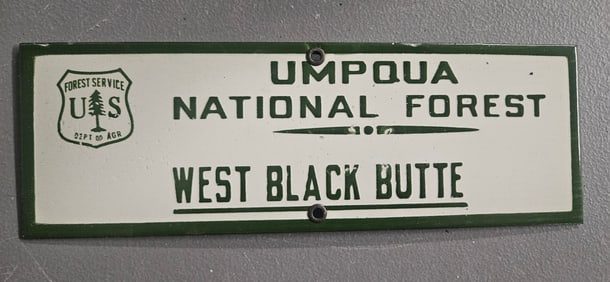 FOREST SERVICE
U S
DEPT OF AGR
UMPQUA
NATIONAL FOREST
WEST BLACK BUTTE